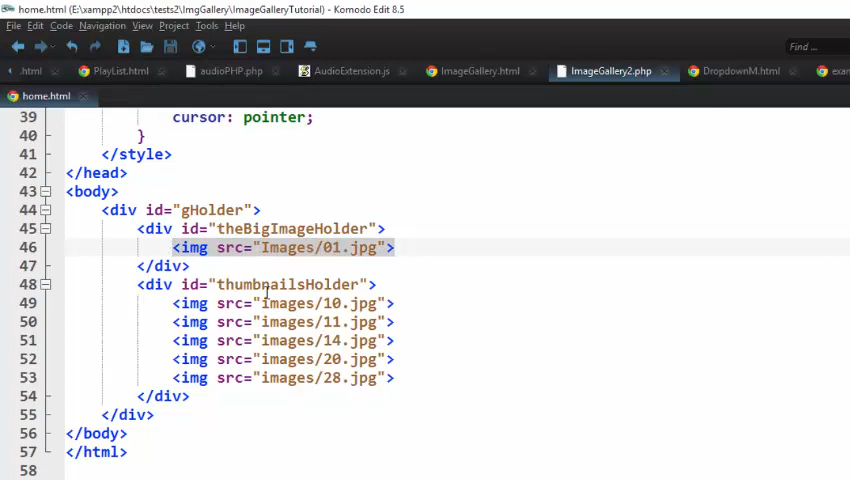 home.html (E:\xampp2\htdocs\tests2\ImgGallery\ImageGalleryTutorial) - Komodo Edit 8.5
File Edit Code Navigation View Project Tools Help
Find ...
.html PlayList.html audioPHP.php AudioExtension.js ImageGallery.html ImageGallery2.php DropdownM.html exam
home.html
39 cursor: pointer;
40 }
41 </style>
42 </head>
43 <body>
44 <div id="gHolder">
45 <div id="theBigImageHolder">
46 <img src="Images/01.jpg">
47 </div>
48 <div id="thumbnailsHolder">
49 <img src="images/10.jpg">
50 <img src="images/11.jpg">
51 <img src="images/14.jpg">
52 <img src="images/20.jpg">
53 <img src="images/28.jpg">
54 </div>
55 </div>
56 </body>
57 </html>
58